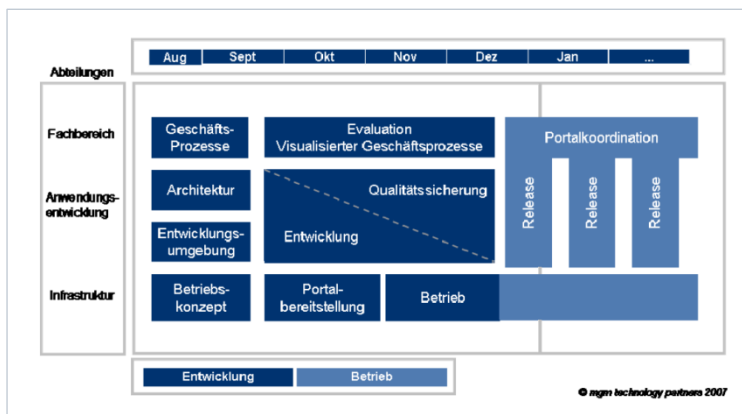 Abteilungen
Aug Sept Okt Nov Dez Jan ...
Fachbereich
Geschäfts-
Prozesse
Evaluation
Visualisierter Geschäftsprozesse
Portalkoordination
Anwendungs-
entwicklung
Architektur
Entwicklungs-
umgebung
Qualitätssicherung
Entwicklung
Release
Release
Release
Infrastruktur
Betriebs-
konzept
Portal-
bereitstellung
Betrieb
Entwicklung
Betrieb
© mgm technology partners 2007